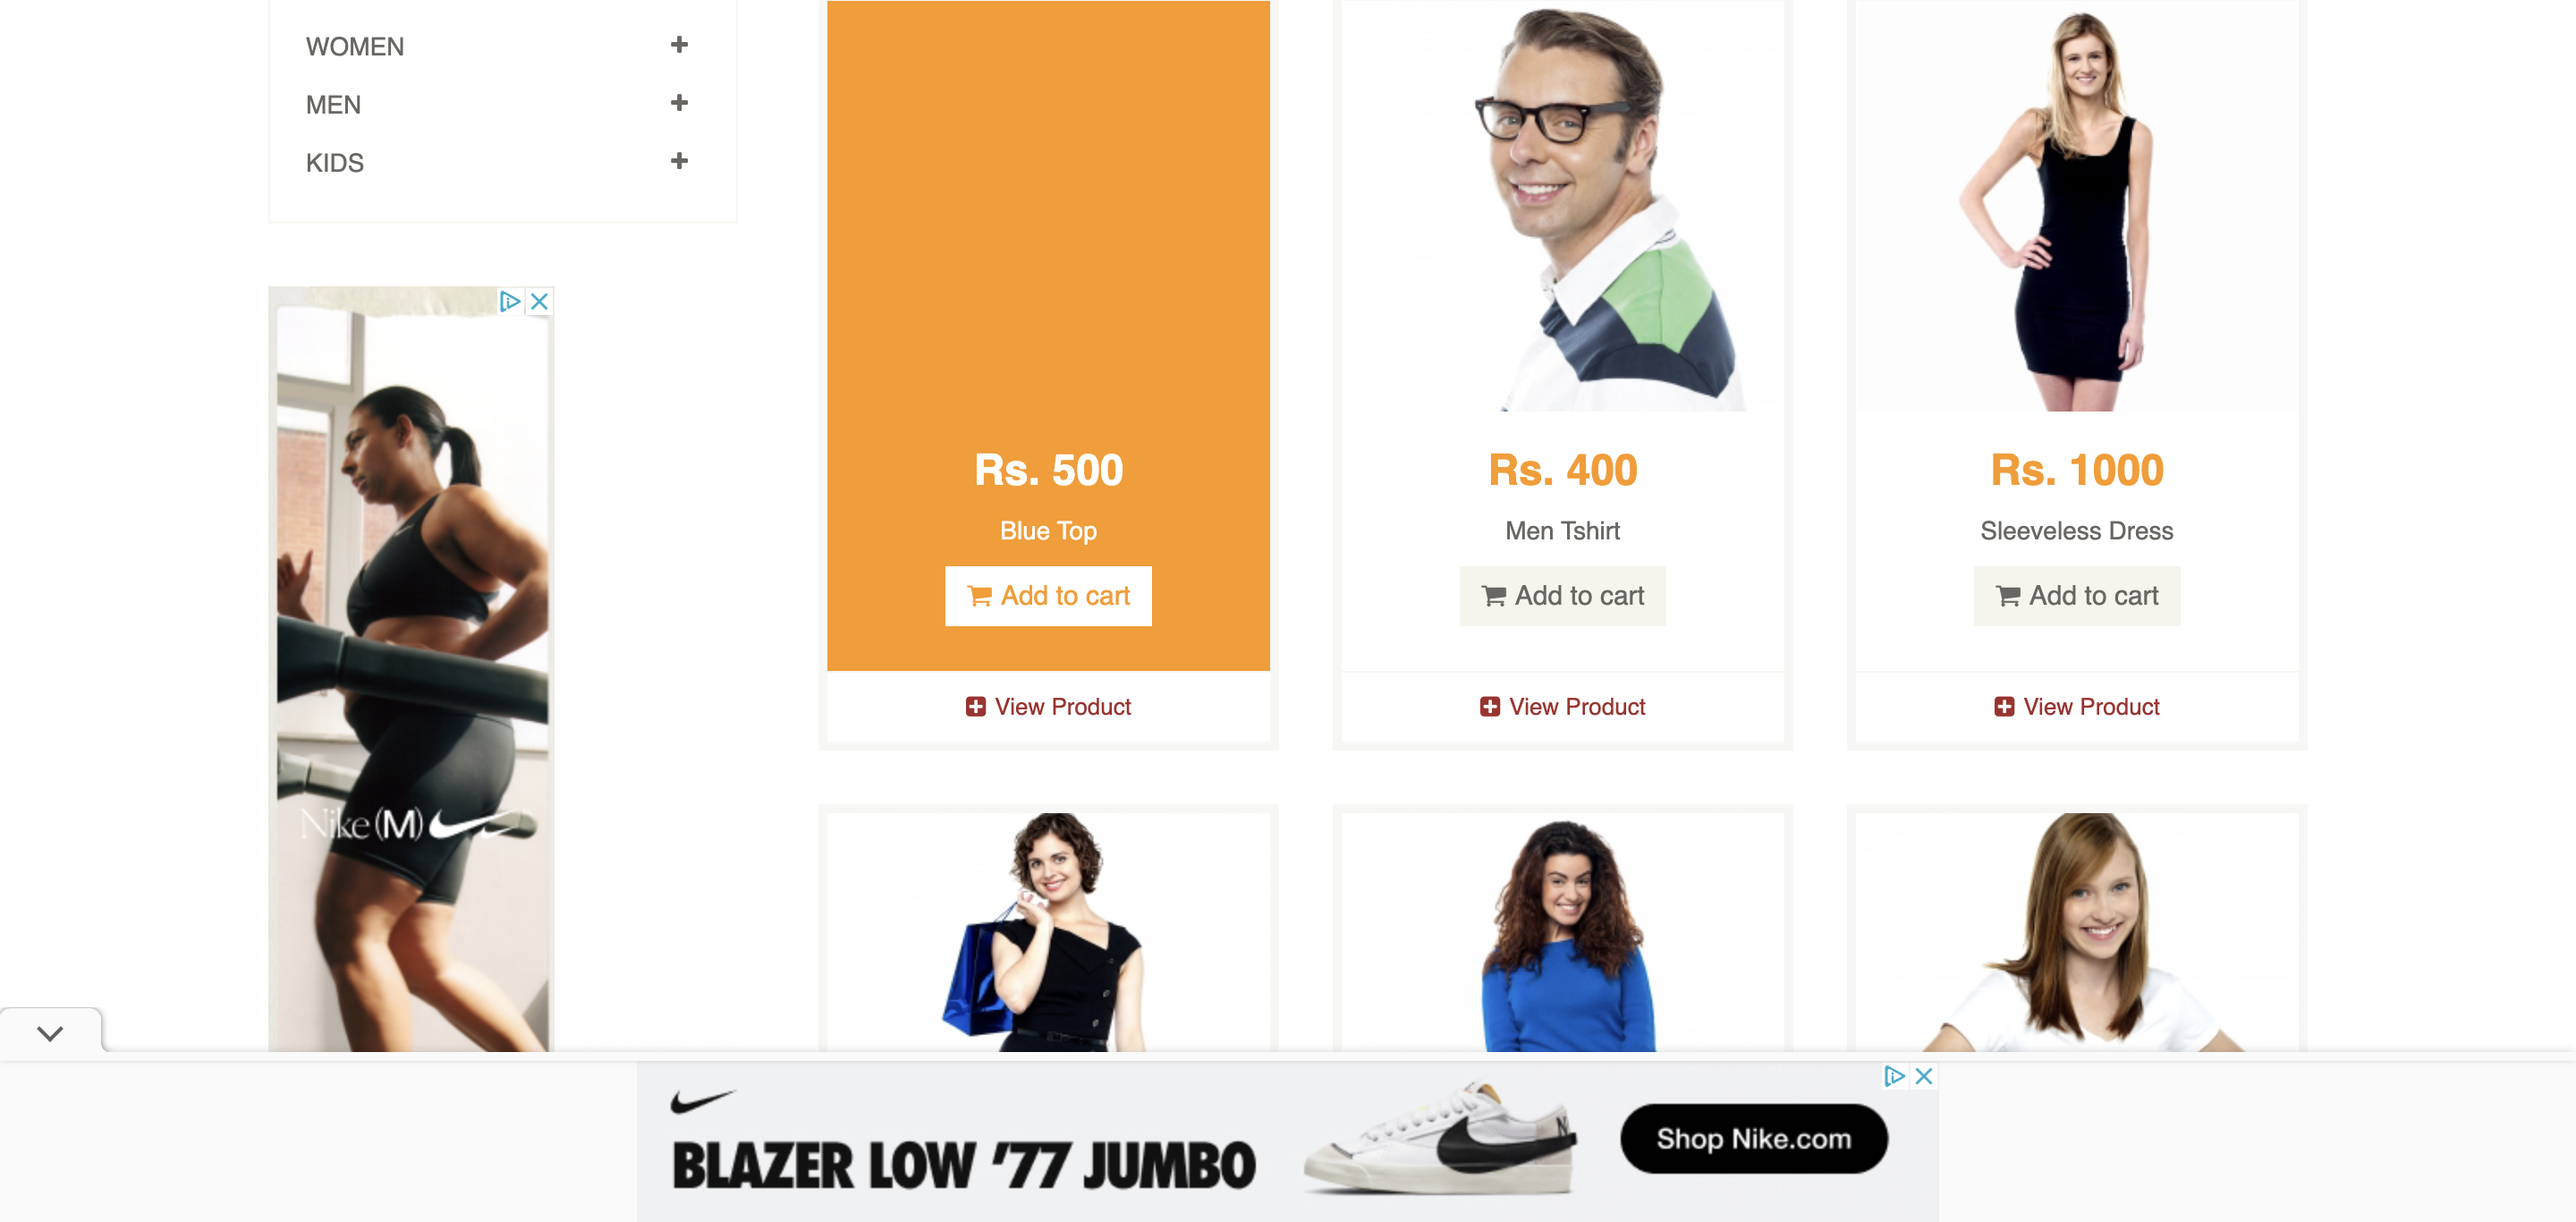 WOMEN
MEN
KIDS
Rs. 500
Blue Top
Add to cart
View Product
Rs. 400
Men Tshirt
Add to cart
View Product
Rs. 1000
Sleeveless Dress
Add to cart
View Product
Nike (M)
BLAZER LOW '77 JUMBO
Shop Nike.com